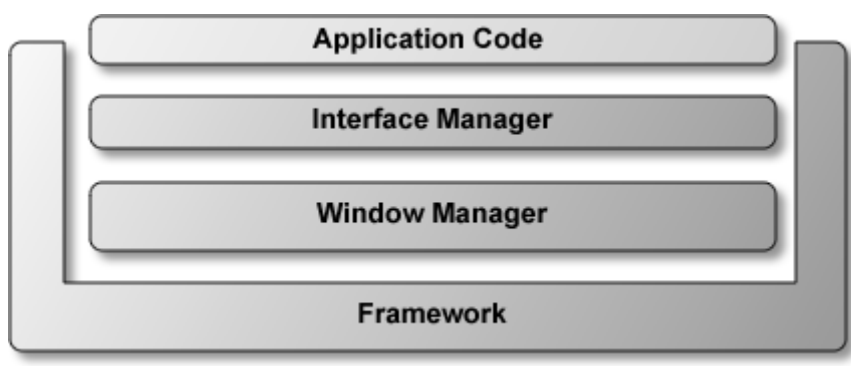 Application Code
Interface Manager
Window Manager
Framework